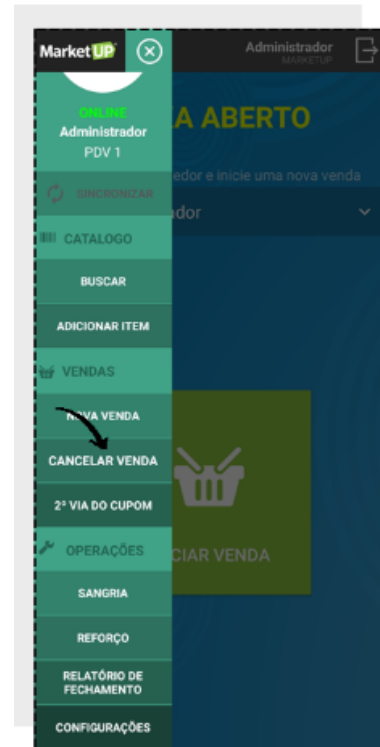 MarketUP
Administrador
MARKETUP
ONLINE
Administrador
PDV 1
SINCRONIZAR
CATALOGO
BUSCAR
ADICIONAR ITEM
VENDAS
NOVA VENDA
CANCELAR VENDA
2ª VIA DO CUPOM
OPERAÇÕES
SANGRIA
REFORÇO
RELATÓRIO DE
FECHAMENTO
CONFIGURAÇÕES
A ABERTO
edor e inicie uma nova venda
dor
CIAR VENDA